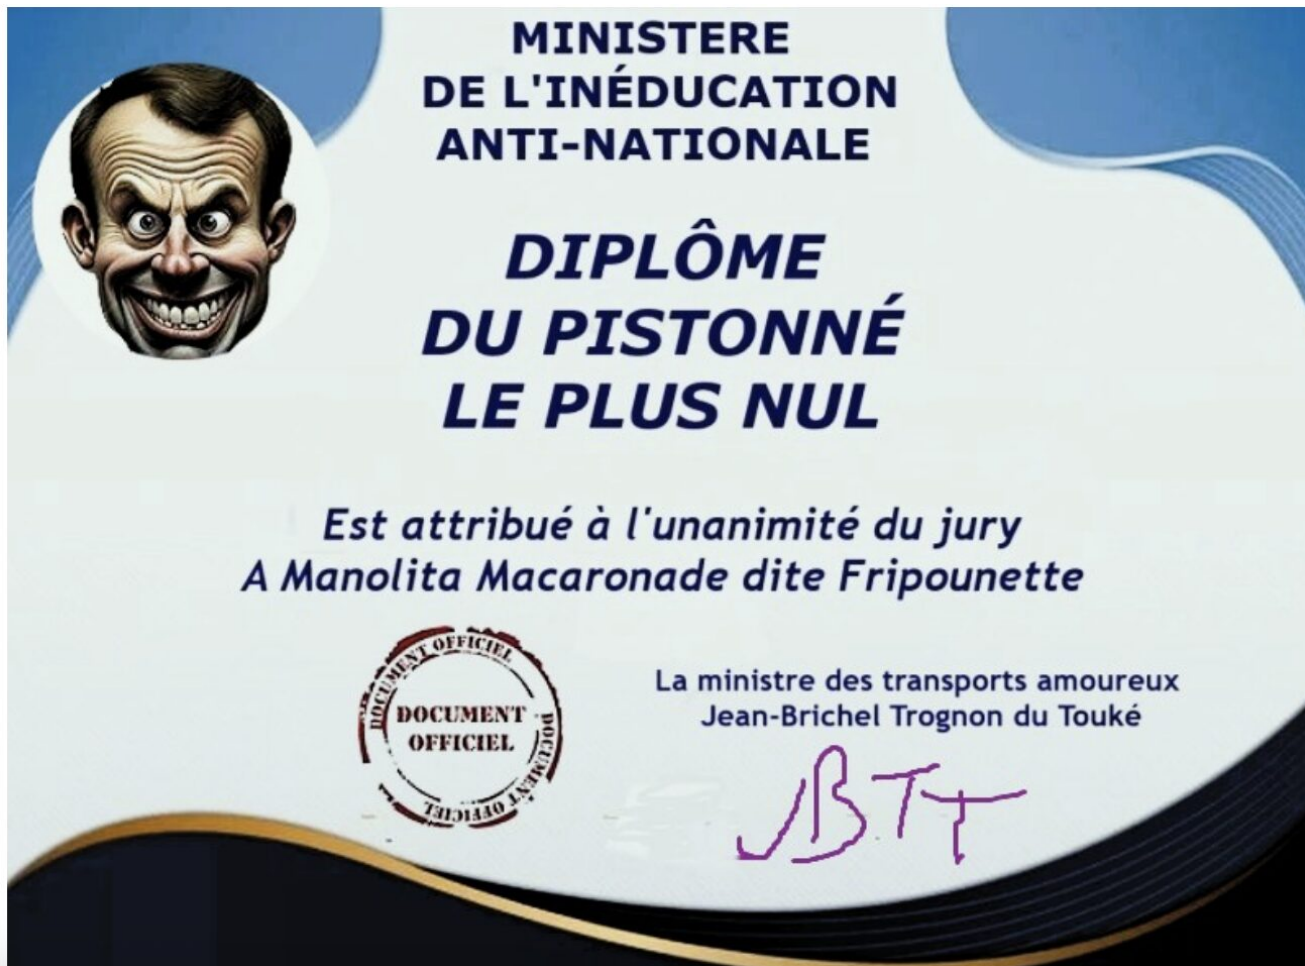 MINISTERE
DE L'INÉDUCATION
ANTI-NATIONALE
DIPLÔME
DU PISTONNÉ
LE PLUS NUL
Est attribué à l'unanimité du jury
A Manolita Macaronade dite Fripounette
DOCUMENT OFFICIEL
DOCUMENT
OFFICIEL
DOCUMENT OFFICIEL
La ministre des transports amoureux
Jean-Brichel Trognon du Touké
JBTT